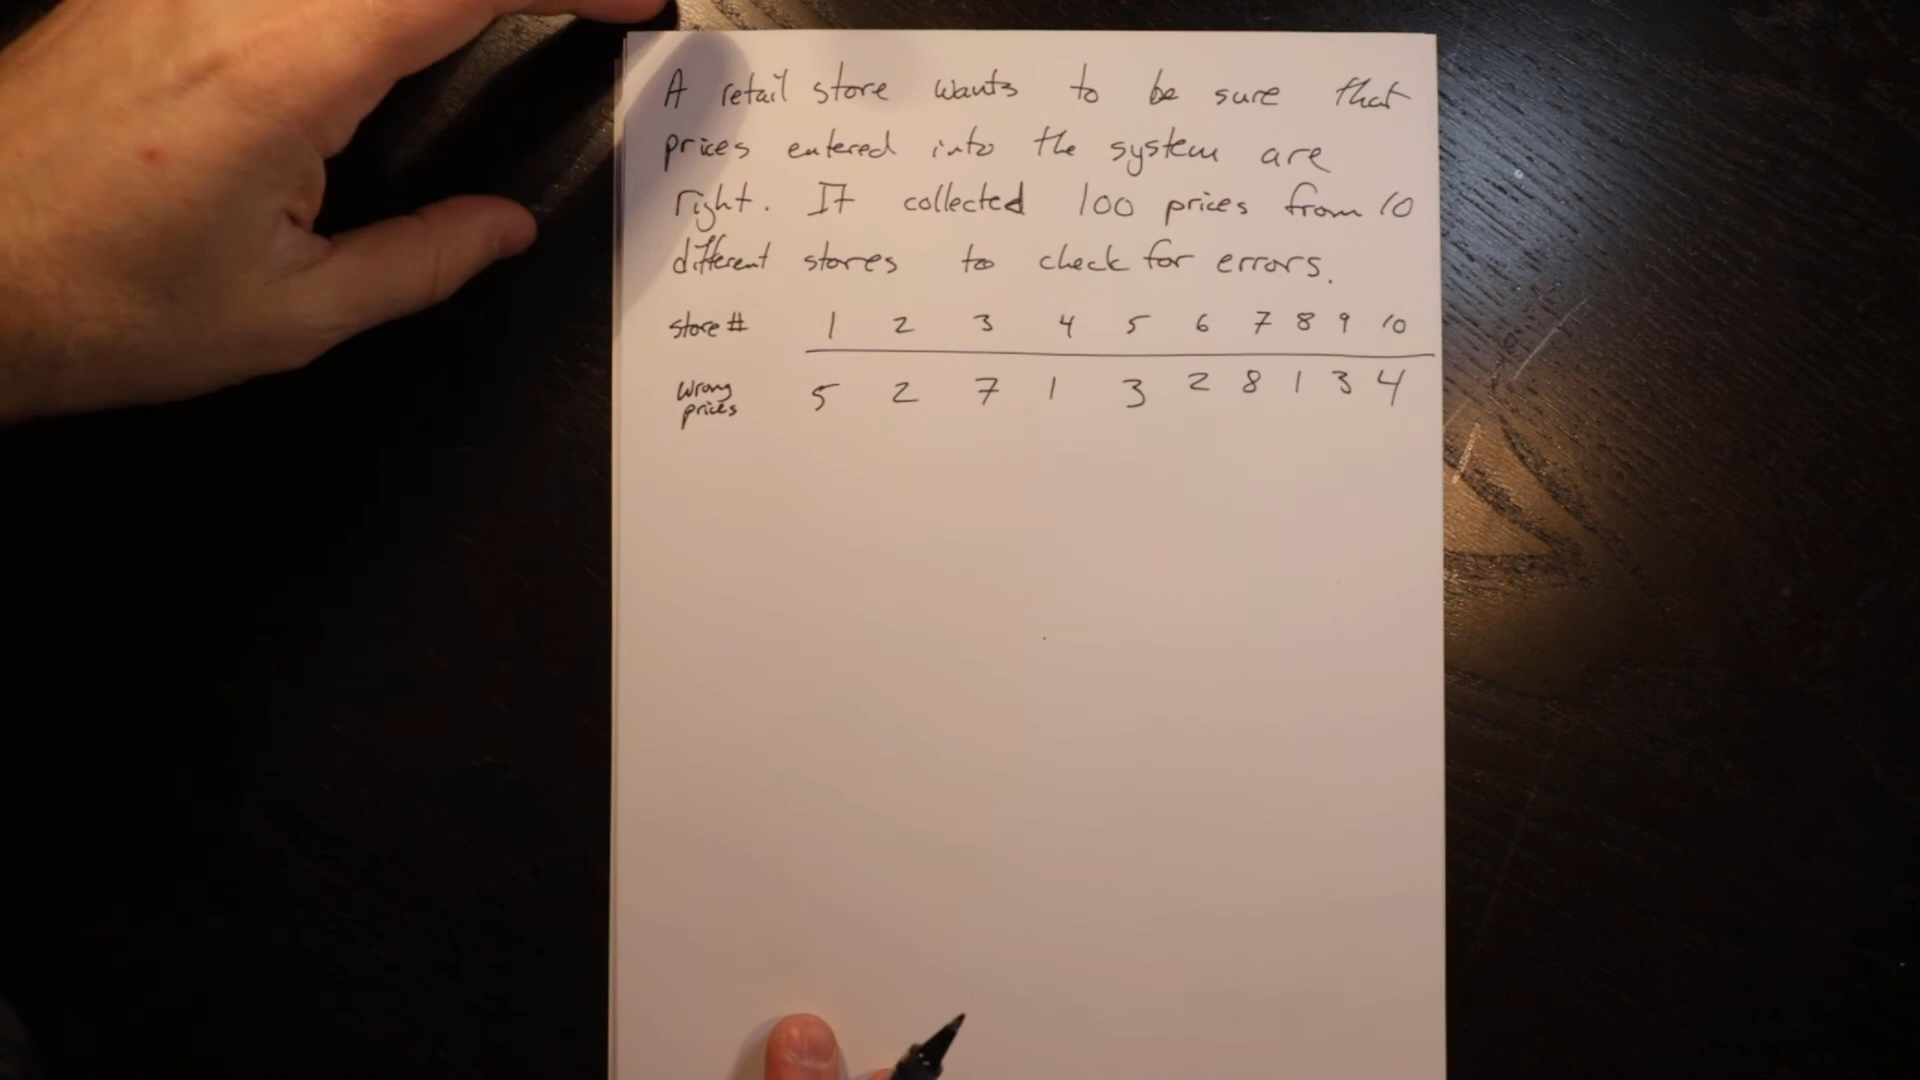 A retail store wants to be sure that
prices entered into the system are
right. It collected 100 prices from 10
different stores to check for errors.
store # 1 2 3 4 5 6 7 8 9 10
wrong prices 5 2 7 1 3 2 8 1 3 4